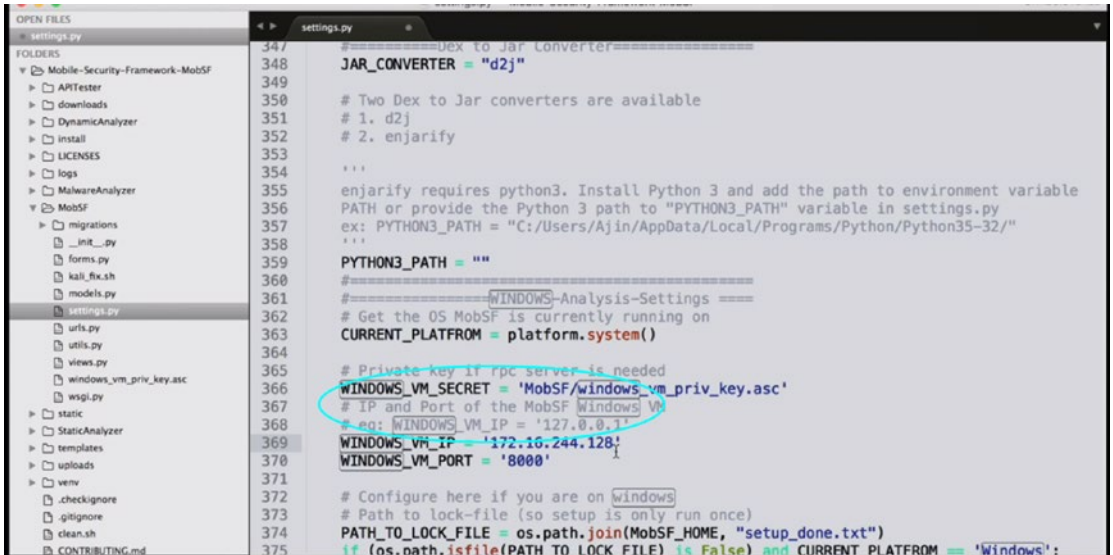 OPEN FILES
settings.py
FOLDERS
Mobile-Security-Framework-MobSF
APITester
downloads
DynamicAnalyzer
install
LICENSES
logs
MalwareAnalyzer
MobSF
migrations
__init__.py
forms.py
kali_fix.sh
models.py
settings.py
urls.py
utils.py
views.py
windows_vm_priv_key.asc
wsgi.py
static
StaticAnalyzer
templates
uploads
venv
.checkignore
.gitignore
clean.sh
CONTRIBUTING.md
settings.py
347 #==========Dex to Jar Converter================
348 JAR_CONVERTER = "d2j"
349
350 # Two Dex to Jar converters are available
351 # 1. d2j
352 # 2. enjarify
353
354 '''
355 enjarify requires python3. Install Python 3 and add the path to environment variable
356 PATH or provide the Python 3 path to "PYTHON3_PATH" variable in settings.py
357 ex: PYTHON3_PATH = "C:/Users/Ajin/AppData/Local/Programs/Python/Python35-32/"
358 '''
359 PYTHON3_PATH = ""
360 #==============================================
361 #================WINDOWS-Analysis-Settings ====
362 # Get the OS MobSF is currently running on
363 CURRENT_PLATFROM = platform.system()
364
365 # Private key if rpc server is needed
366 WINDOWS_VM_SECRET = 'MobSF/windows_vm_priv_key.asc'
367 # IP and Port of the MobSF Windows VM
368 # eg: WINDOWS_VM_IP = '127.0.0.1'
369 WINDOWS_VM_IP = '172.16.244.128'
370 WINDOWS_VM_PORT = '8000'
371
372 # Configure here if you are on windows
373 # Path to lock-file (so setup is only run once)
374 PATH_TO_LOCK_FILE = os.path.join(MobSF_HOME, "setup_done.txt")
375 if (os.path.isfile(PATH_TO_LOCK_FILE) is False) and CURRENT_PLATFROM == 'Windows':